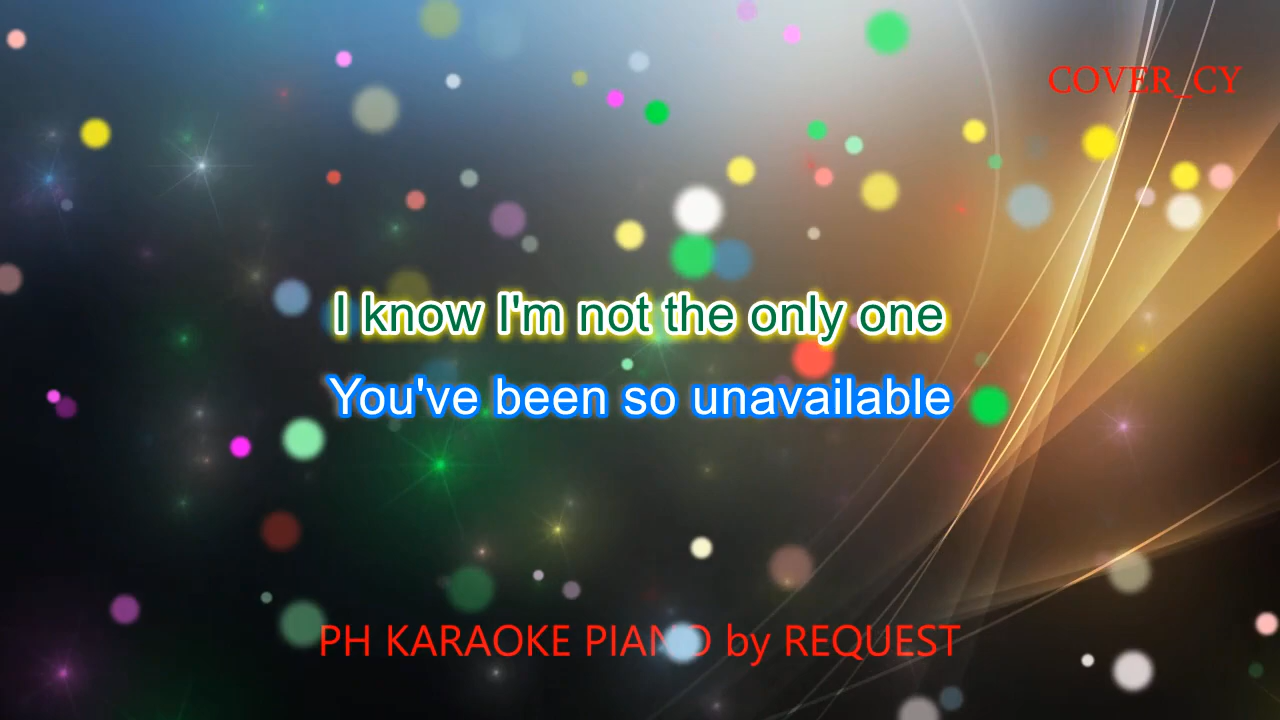 COVER_CY
I know I'm not the only one
You've been so unavailable
PH KARAOKE PIANO by REQUEST